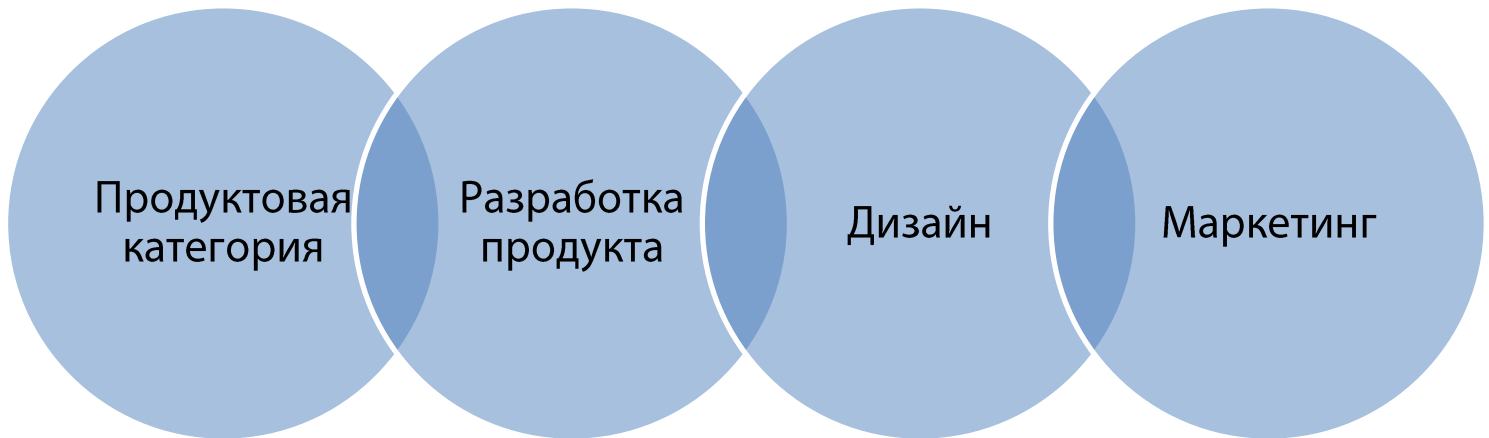 Продуктовая
категория
Разработка
продукта
Дизайн
Маркетинг